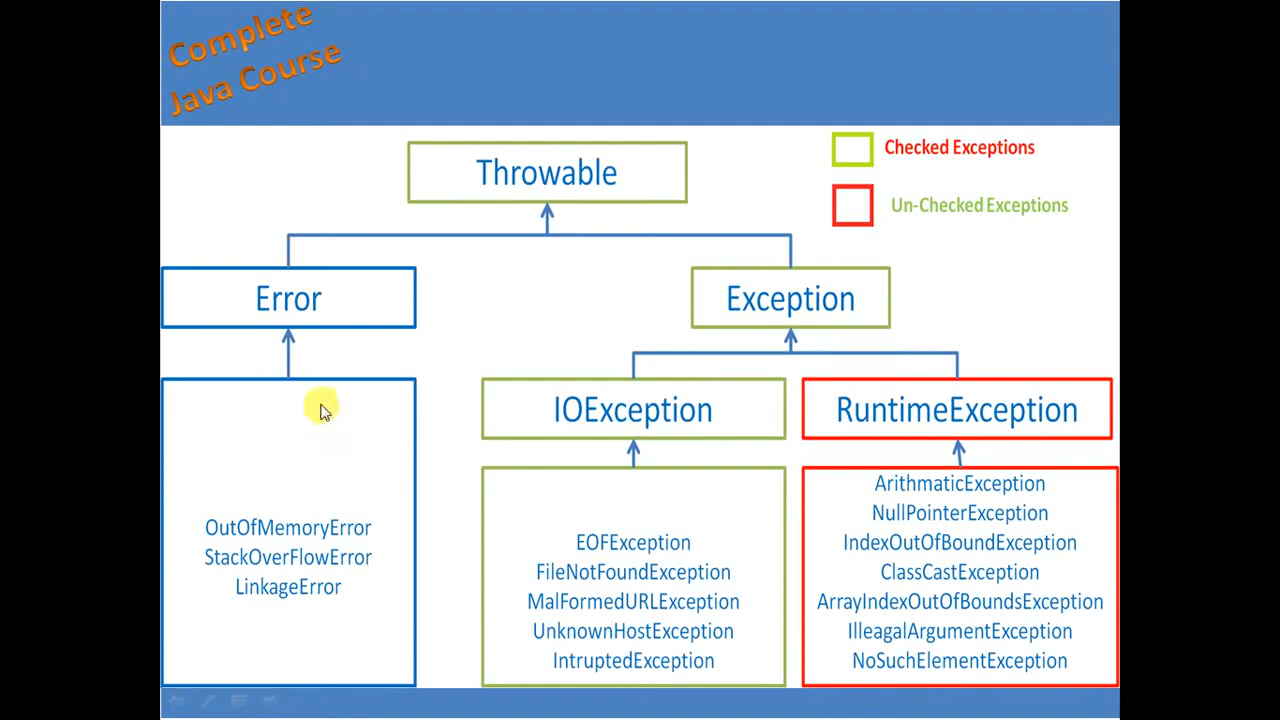 Complete
Java Course
Throwable
Checked Exceptions
Un-Checked Exceptions
Error
Exception
IOException
RuntimeException
OutOfMemoryError
StackOverFlowError
LinkageError
EOFException
FileNotFoundException
MalFormedURLException
UnknownHostException
IntruptedException
ArithmaticException
NullPointerException
IndexOutOfBoundException
ClassCastException
ArrayIndexOutOfBoundsException
IlleagalArgumentException
NoSuchElementException